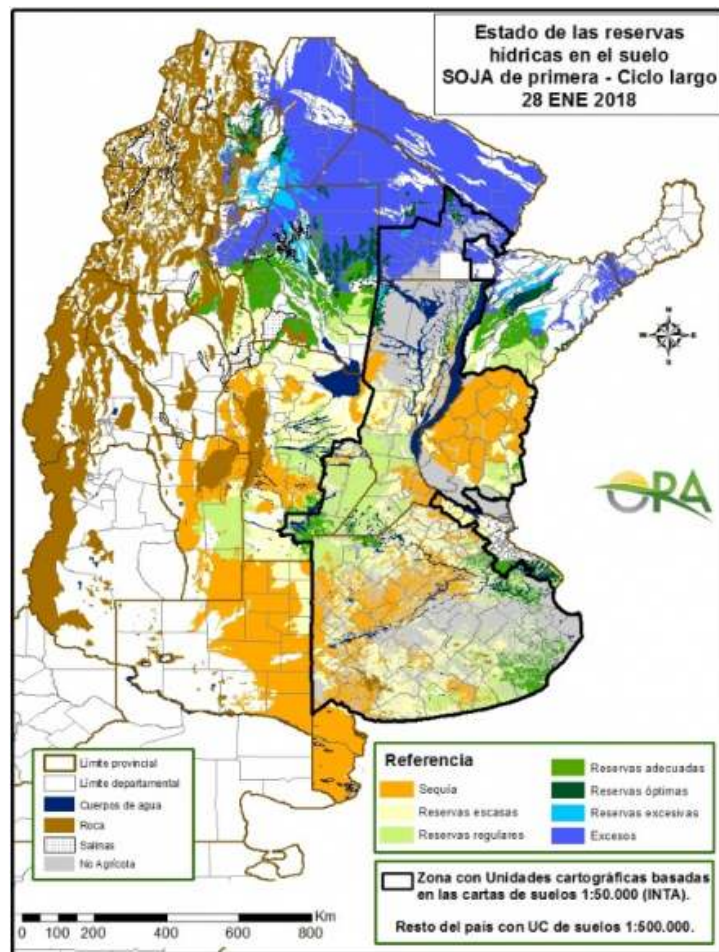 Estado de las reservas
hídricas en el suelo
SOJA de primera - Ciclo largo
28 ENE 2018
N
W
E
S
ORA
Límite provincial
Límite departamental
Cuerpos de agua
Roca
Salinas
No Agrícola
Referencia
Sequía
Reservas escasas
Reservas regulares
Reservas adecuadas
Reservas óptimas
Reservas excesivas
Excesos
Zona con Unidades cartográficas basadas
en las cartas de suelos 1:50.000 (INTA).
Resto del país con UC de suelos 1:500.000.
0 100 200 400 600 800 Km